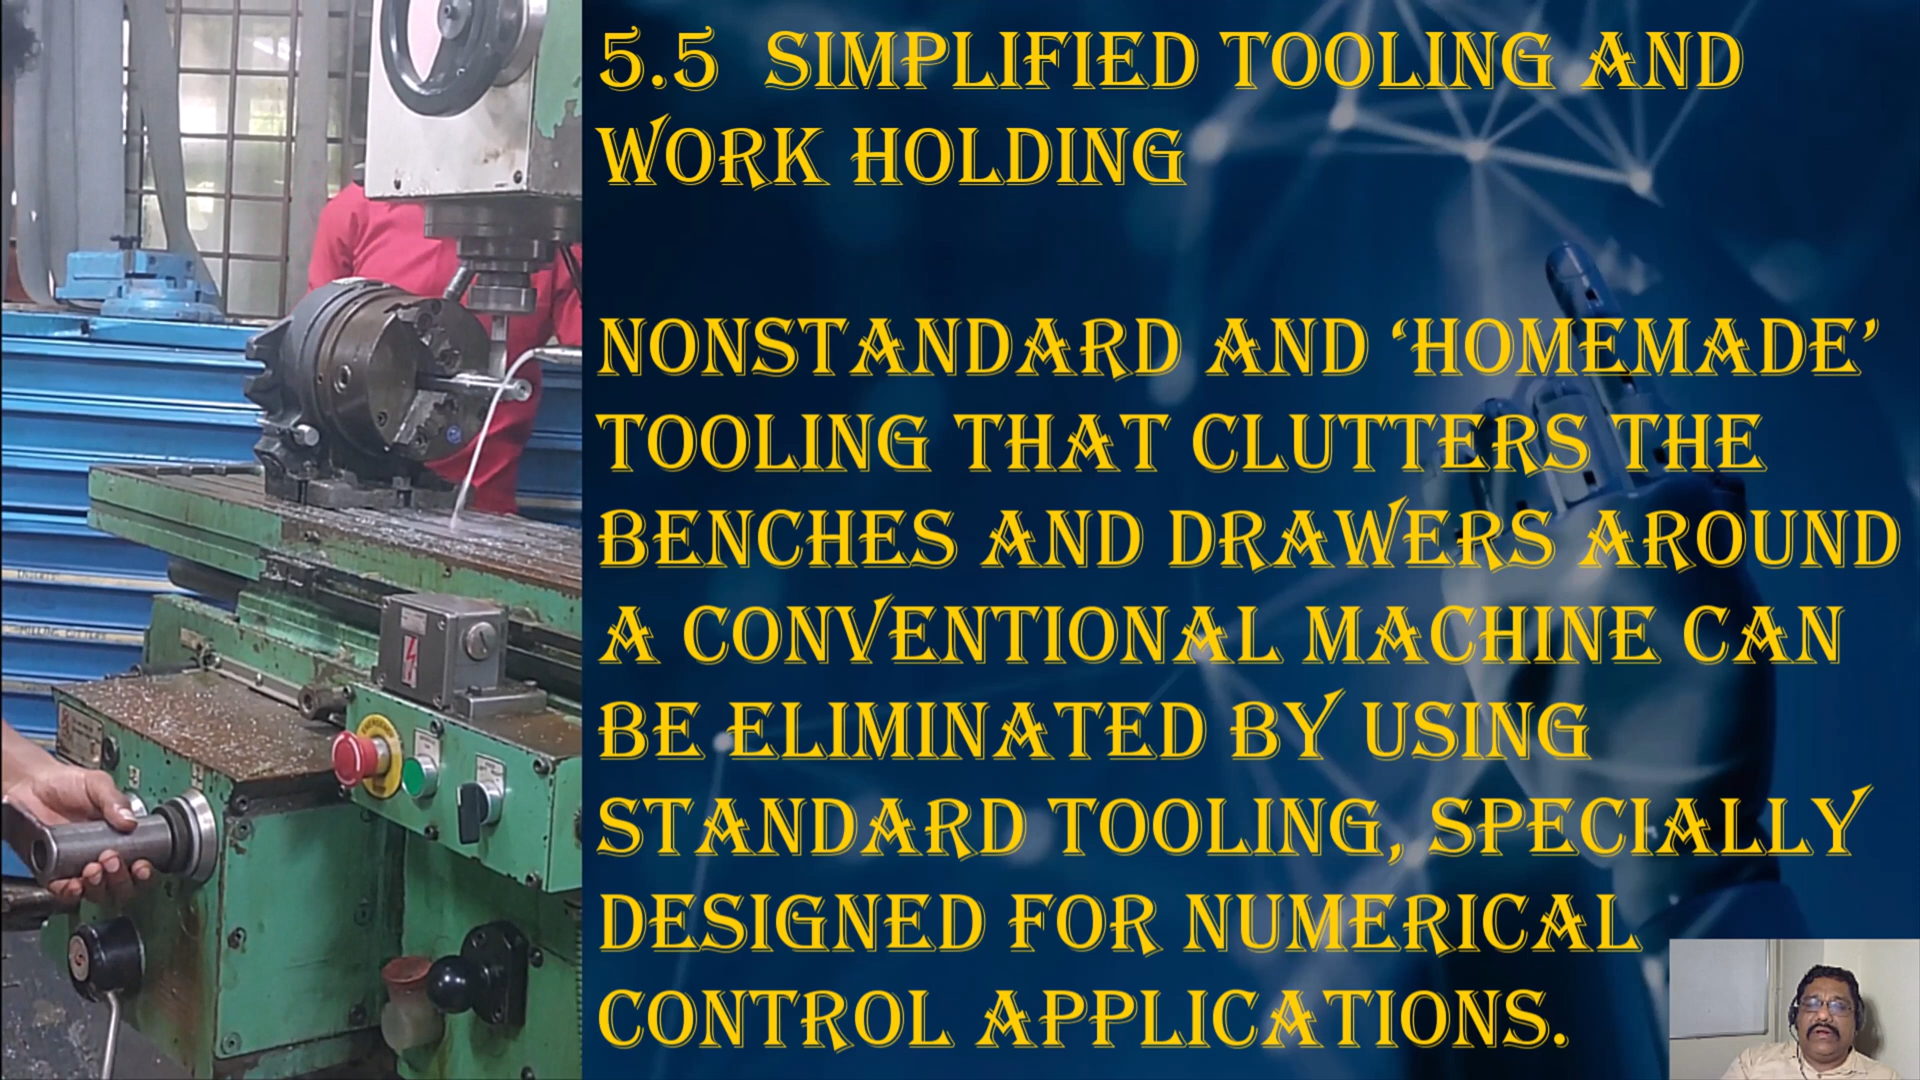 5.5 SIMPLIFIED TOOLING AND
WORK HOLDING
NONSTANDARD AND ‘HOMEMADE’
TOOLING THAT CLUTTERS THE
BENCHES AND DRAWERS AROUND
A CONVENTIONAL MACHINE CAN
BE ELIMINATED BY USING
STANDARD TOOLING, SPECIALLY
DESIGNED FOR NUMERICAL
CONTROL APPLICATIONS.